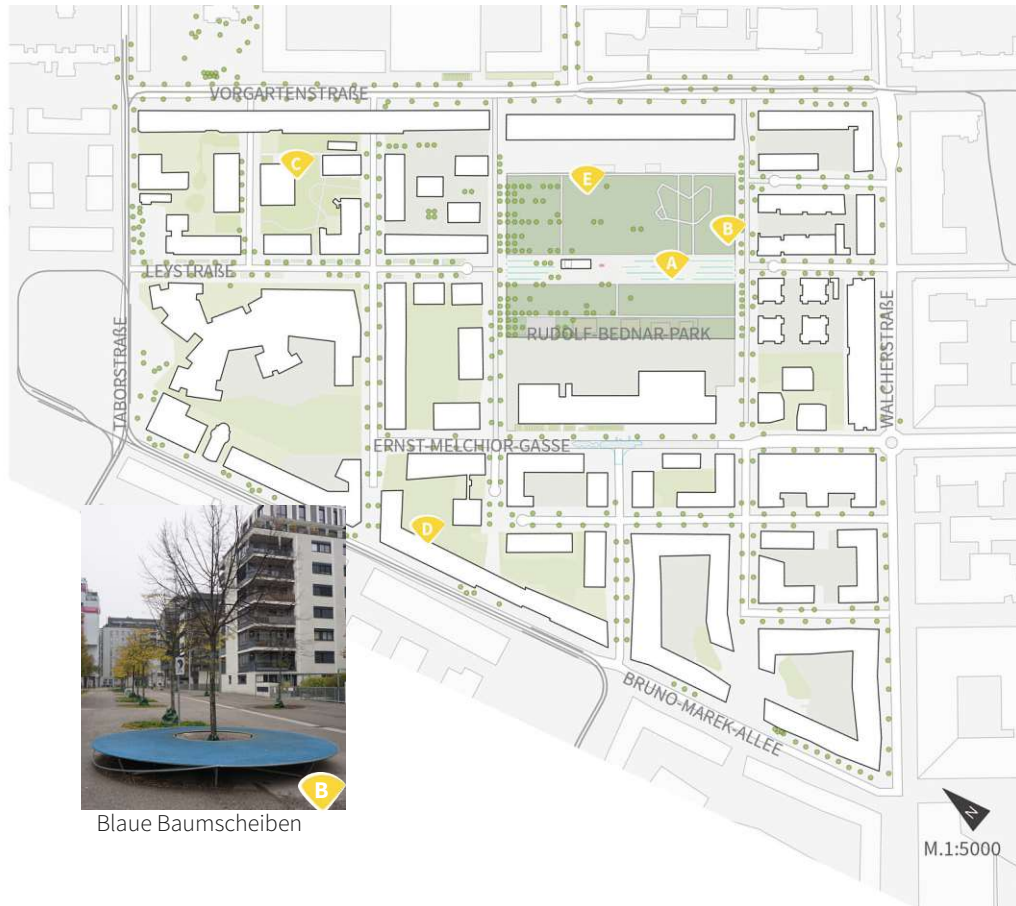 VORGARTENSTRAßE
C
E
B
LEYSTRAßE
A
RUDOLF-BEDNAR-PARK
TABORSTRAßE
WALCHERSTRAßE
ERNST-MELCHIOR-GASSE
D
BRUNO-MAREK-ALLEE
B
Blaue Baumscheiben
N
M.1:5000